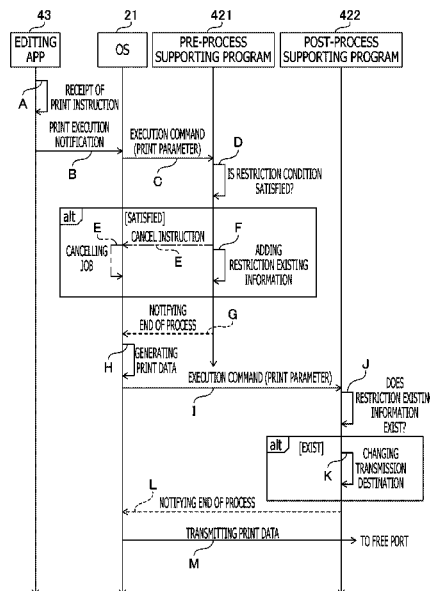 43
21
421
422
EDITING
APP
OS
PRE-PROCESS
SUPPORTING PROGRAM
POST-PROCESS
SUPPORTING PROGRAM
A
RECEIPT OF
PRINT INSTRUCTION
PRINT EXECUTION
NOTIFICATION
B
EXECUTION COMMAND
(PRINT PARAMETER)
C
D
IS RESTRICTION CONDITION
SATISFIED?
alt
[SATISFIED]
E
CANCEL INSTRUCTION
F
CANCELLING
JOB
E
ADDING
RESTRICTION EXISTING
INFORMATION
NOTIFYING
END OF PROCESS
G
H
GENERATING
PRINT DATA
EXECUTION COMMAND (PRINT PARAMETER)
I
J
DOES
RESTRICTION EXISTING
INFORMATION
EXIST?
alt
[EXIST]
CHANGING
TRANSMISSION
DESTINATION
K
L
NOTIFYING END OF PROCESS
TRANSMITTING PRINT DATA
TO FREE PORT
M